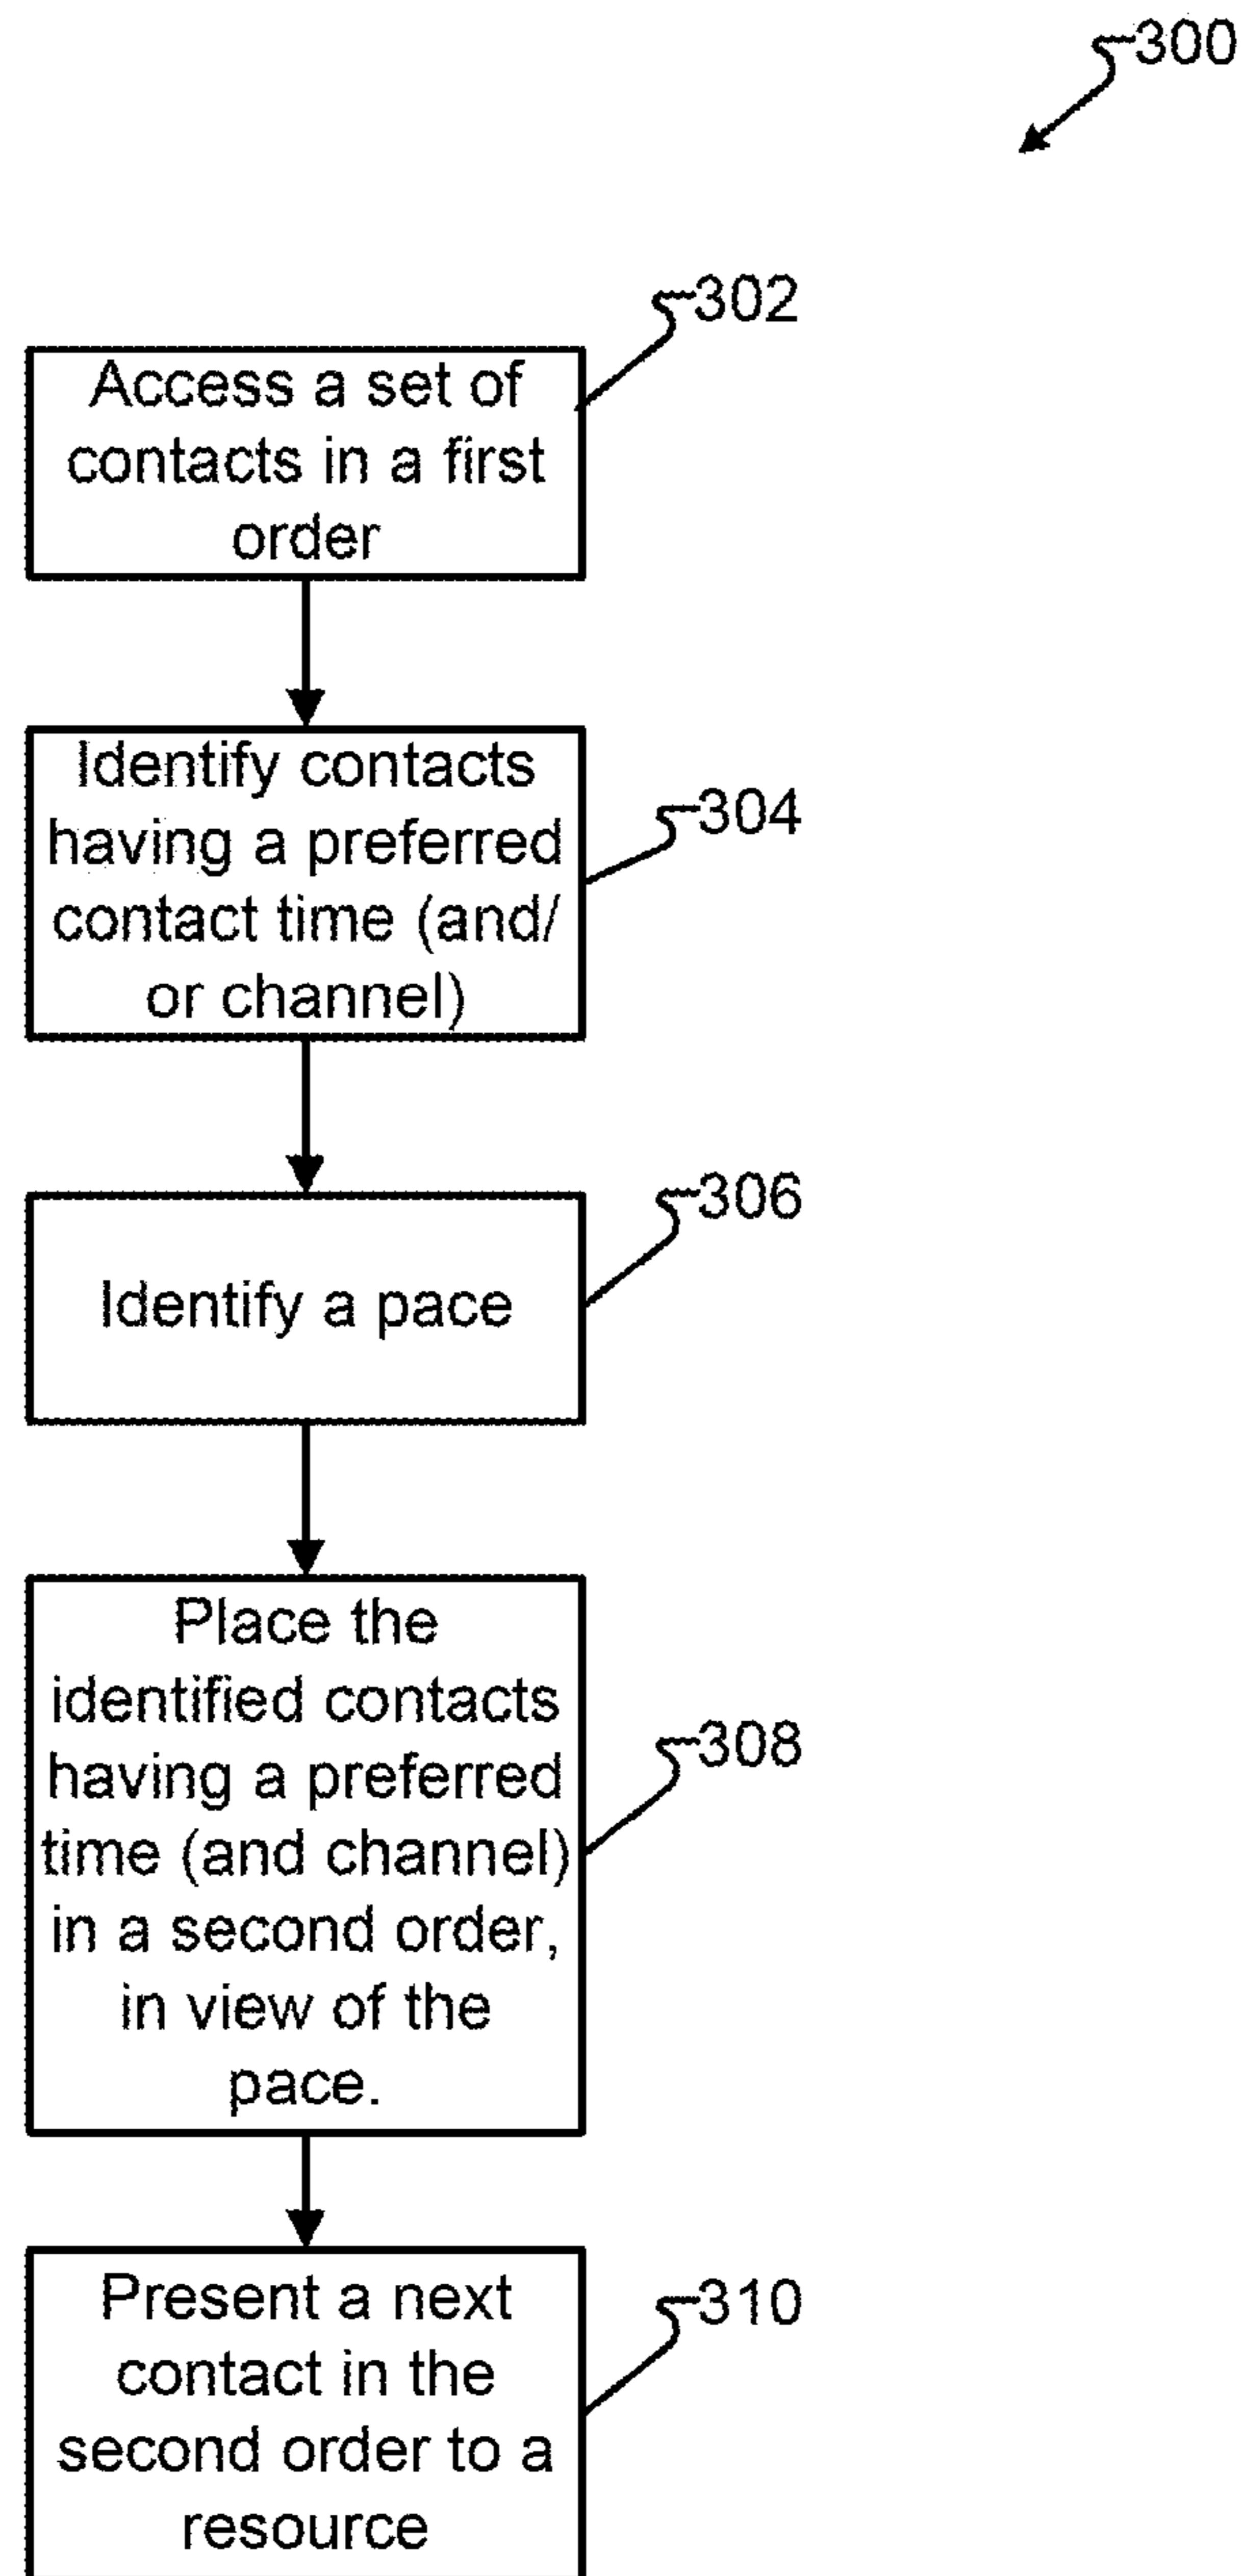 300
302
Access a set of
contacts in a first
order
Identify contacts
having a preferred
contact time (and/
or channel)
304
306
Identify a pace
Place the
identified contacts
having a preferred
time (and channel)
in a second order,
in view of the
pace.
308
Present a next
contact in the
second order to a
resource
310